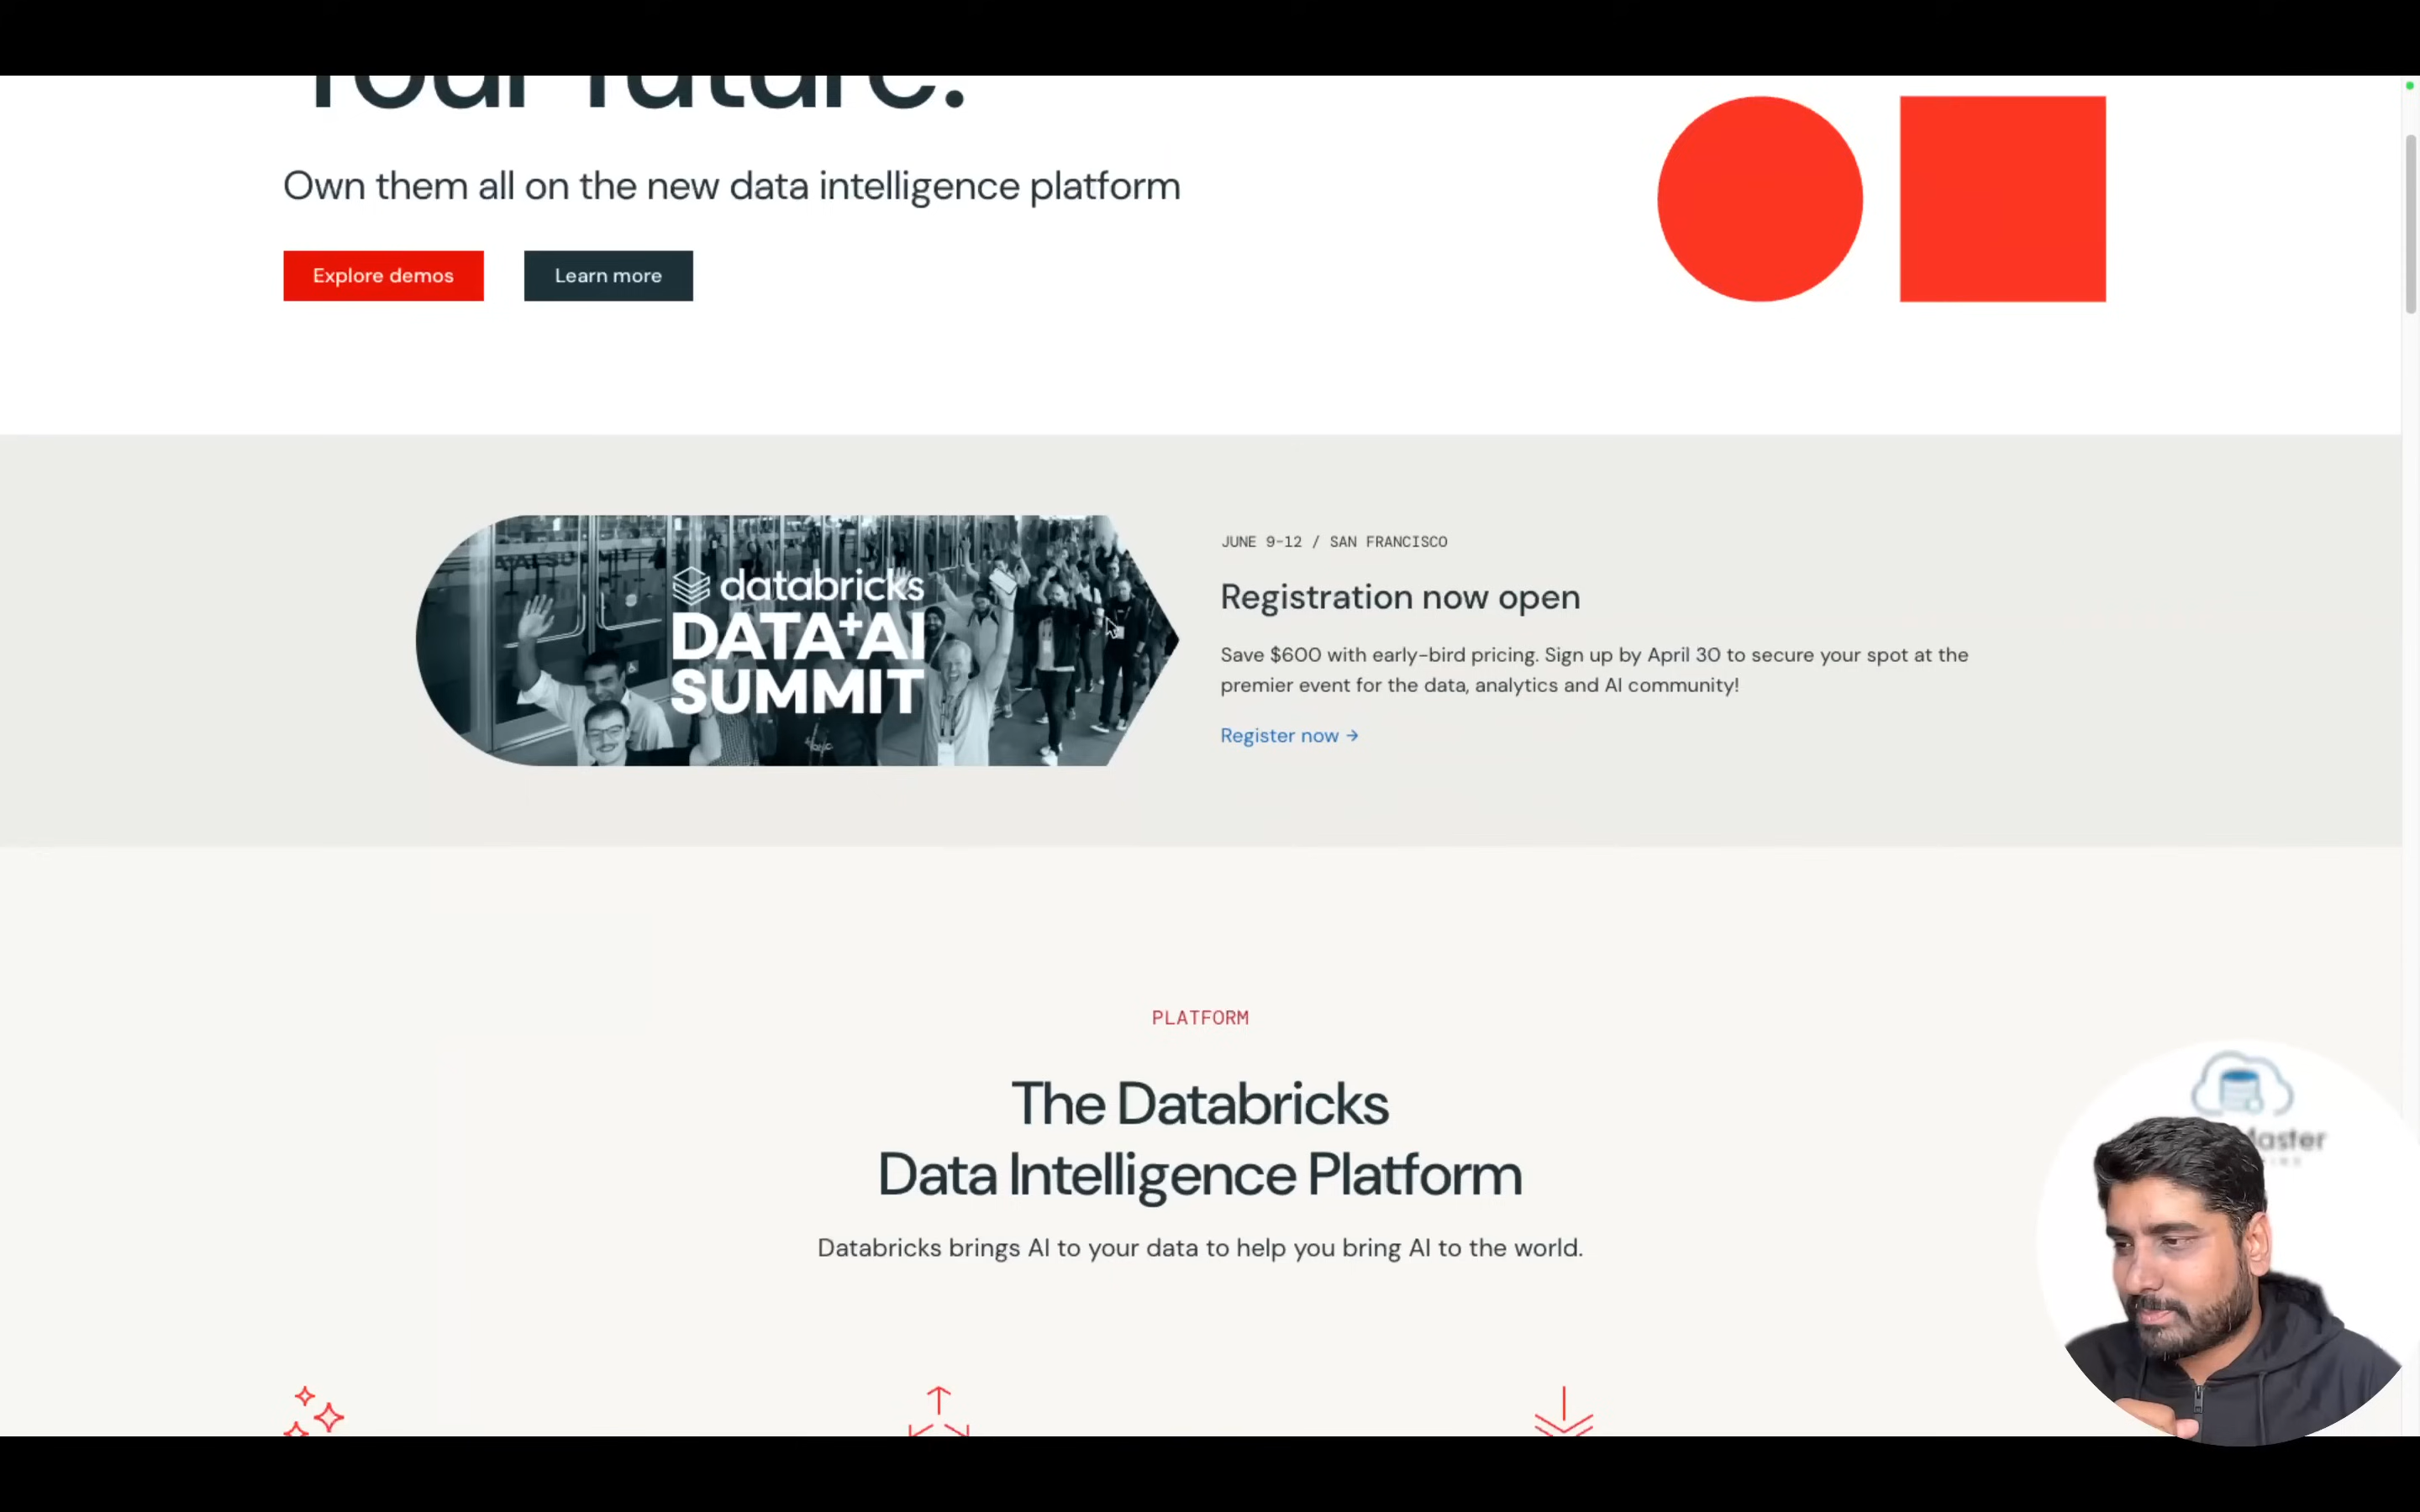 Your future.
Own them all on the new data intelligence platform
Explore demos
Learn more
databricks
DATA+AI
SUMMIT
JUNE 9-12 / SAN FRANCISCO
Registration now open
Save $600 with early-bird pricing. Sign up by April 30 to secure your spot at the
premier event for the data, analytics and AI community!
Register now →
PLATFORM
The Databricks
Data Intelligence Platform
Databricks brings AI to your data to help you bring AI to the world.